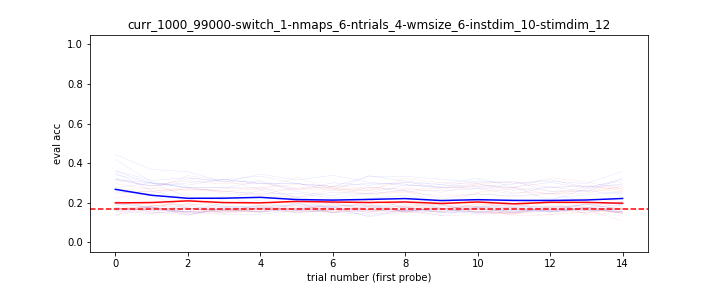 curr_1000_99000-switch_1-nmaps_6-ntrials_4-wmsize_6-instdim_10-stimdim_12
1.0
0.8
0.6
0.4
0.2
0.0
eval acc
0 2 4 6 8 10 12 14
trial number (first probe)